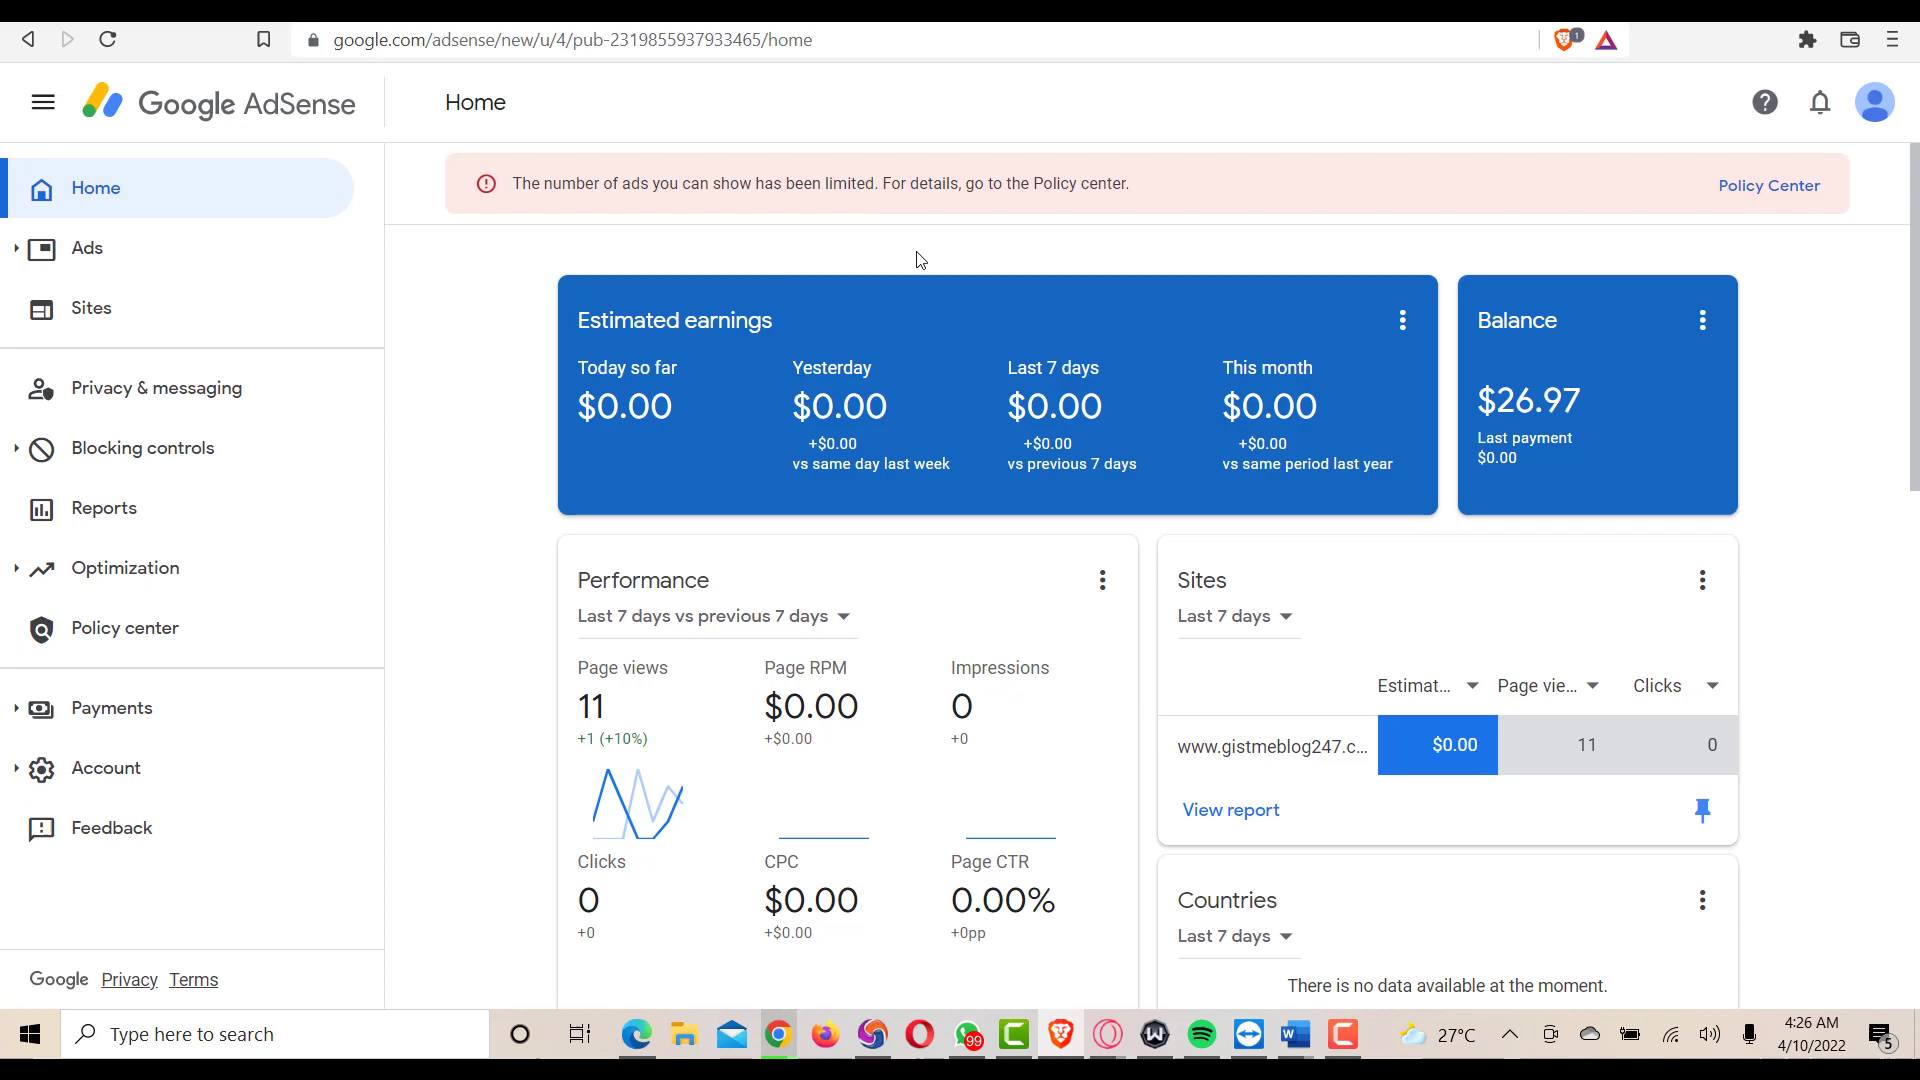 google.com/adsense/new/u/4/pub-2319855937933465/home
1
Google AdSense
Home
Home
Ads
Sites
Privacy & messaging
Blocking controls
Reports
Optimization
Policy center
Payments
Account
Feedback
Google Privacy Terms
The number of ads you can show has been limited. For details, go to the Policy center.
Policy Center
Estimated earnings
Today so far
$0.00
Yesterday
$0.00
+$0.00
vs same day last week
Last 7 days
$0.00
+$0.00
vs previous 7 days
This month
$0.00
+$0.00
vs same period last year
Balance
$26.97
Last payment
$0.00
Performance
Last 7 days vs previous 7 days
Page views
11
+1 (+10%)
Page RPM
$0.00
+$0.00
Impressions
0
+0
Clicks
0
+0
CPC
$0.00
+$0.00
Page CTR
0.00%
+0pp
Sites
Last 7 days
Estimat... Page vie... Clicks
www.gistmeblog247.c... $0.00 11 0
View report
Countries
Last 7 days
There is no data available at the moment.
Type here to search
99
27°C
4:26 AM
4/10/2022
5